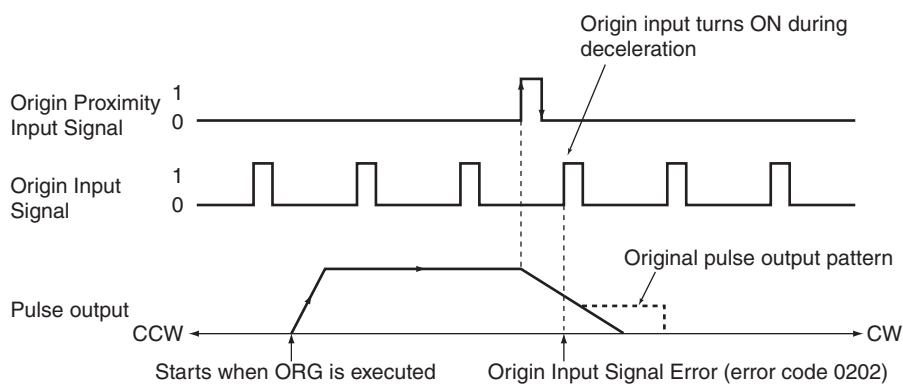 Origin input turns ON during
deceleration
Origin Proximity
Input Signal
1
0
Origin Input
Signal
1
0
Original pulse output pattern
Pulse output
CCW
CW
Starts when ORG is executed
Origin Input Signal Error (error code 0202)